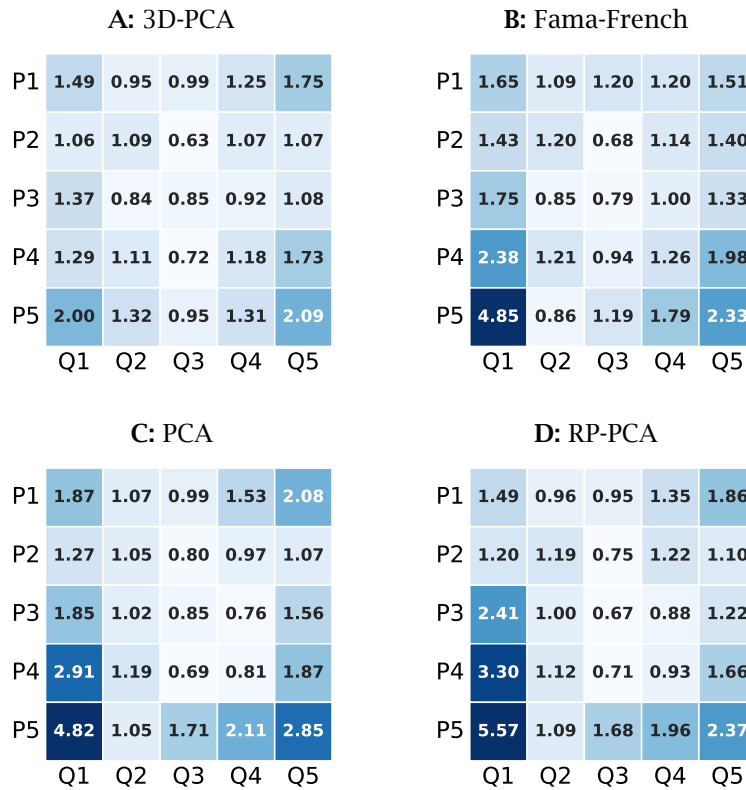 A: 3D-PCA
P1 1.49 0.95 0.99 1.25 1.75
P2 1.06 1.09 0.63 1.07 1.07
P3 1.37 0.84 0.85 0.92 1.08
P4 1.29 1.11 0.72 1.18 1.73
P5 2.00 1.32 0.95 1.31 2.09
Q1 Q2 Q3 Q4 Q5
B: Fama-French
P1 1.65 1.09 1.20 1.20 1.51
P2 1.43 1.20 0.68 1.14 1.40
P3 1.75 0.85 0.79 1.00 1.33
P4 2.38 1.21 0.94 1.26 1.98
P5 4.85 0.86 1.19 1.79 2.33
Q1 Q2 Q3 Q4 Q5
C: PCA
P1 1.87 1.07 0.99 1.53 2.08
P2 1.27 1.05 0.80 0.97 1.07
P3 1.85 1.02 0.85 0.76 1.56
P4 2.91 1.19 0.69 0.81 1.87
P5 4.82 1.05 1.71 2.11 2.85
Q1 Q2 Q3 Q4 Q5
D: RP-PCA
P1 1.49 0.96 0.95 1.35 1.86
P2 1.20 1.19 0.75 1.22 1.10
P3 2.41 1.00 0.67 0.88 1.22
P4 3.30 1.12 0.71 0.93 1.66
P5 5.57 1.09 1.68 1.96 2.37
Q1 Q2 Q3 Q4 Q5